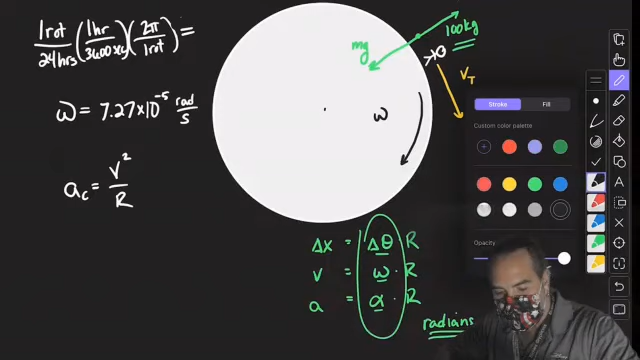 1rot/24hrs (1hr/3600sec) (2π/1rot) =
ω = 7.27×10⁻⁵ rad/s
a_c = v²/R
mg
100kg
V_T
ω
Δx = Δθ · R
v = ω · R
a = α · R
radians
Stroke
Fill
Custom color palette
Opacity